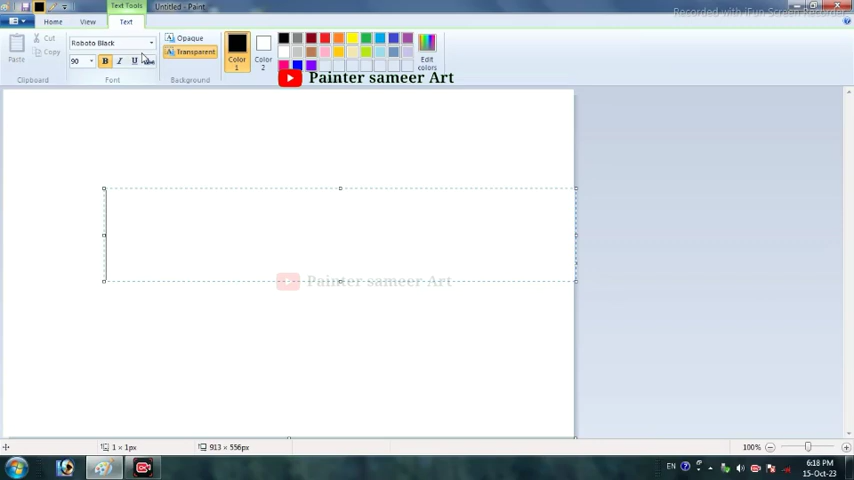 Text Tools
Untitled - Paint
Recorded with iFun Screen Recorder
Home
View
Text
Paste
Cut
Copy
Clipboard
Roboto Black
90
B
I
U
abc
Font
Opaque
Transparent
Background
Color
1
Color
2
Edit
colors
Painter sameer Art
Painter sameer Art
1 × 1px
913 × 556px
100%
EN
6:18 PM
15-Oct-23